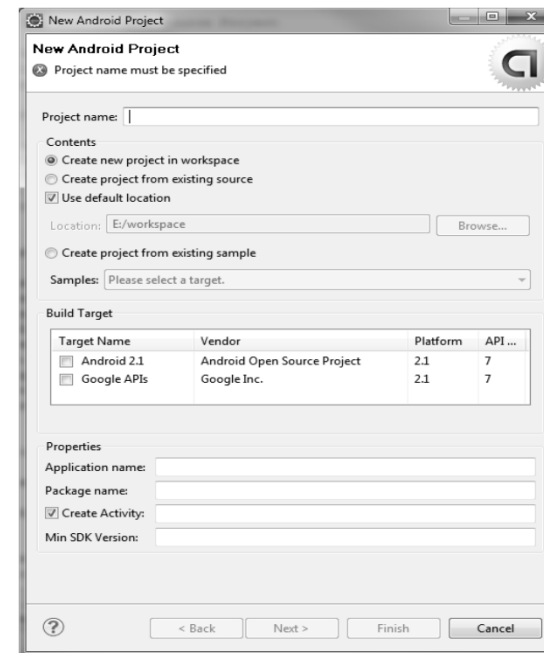 New Android Project
New Android Project
Project name must be specified
Project name:
Contents
Create new project in workspace
Create project from existing source
Use default location
Location: E:/workspace Browse...
Create project from existing sample
Samples: Please select a target.
Build Target
Target Name Vendor Platform API ...
Android 2.1 Android Open Source Project 2.1 7
Google APIs Google Inc. 2.1 7
Properties
Application name:
Package name:
Create Activity:
Min SDK Version:
< Back Next > Finish Cancel